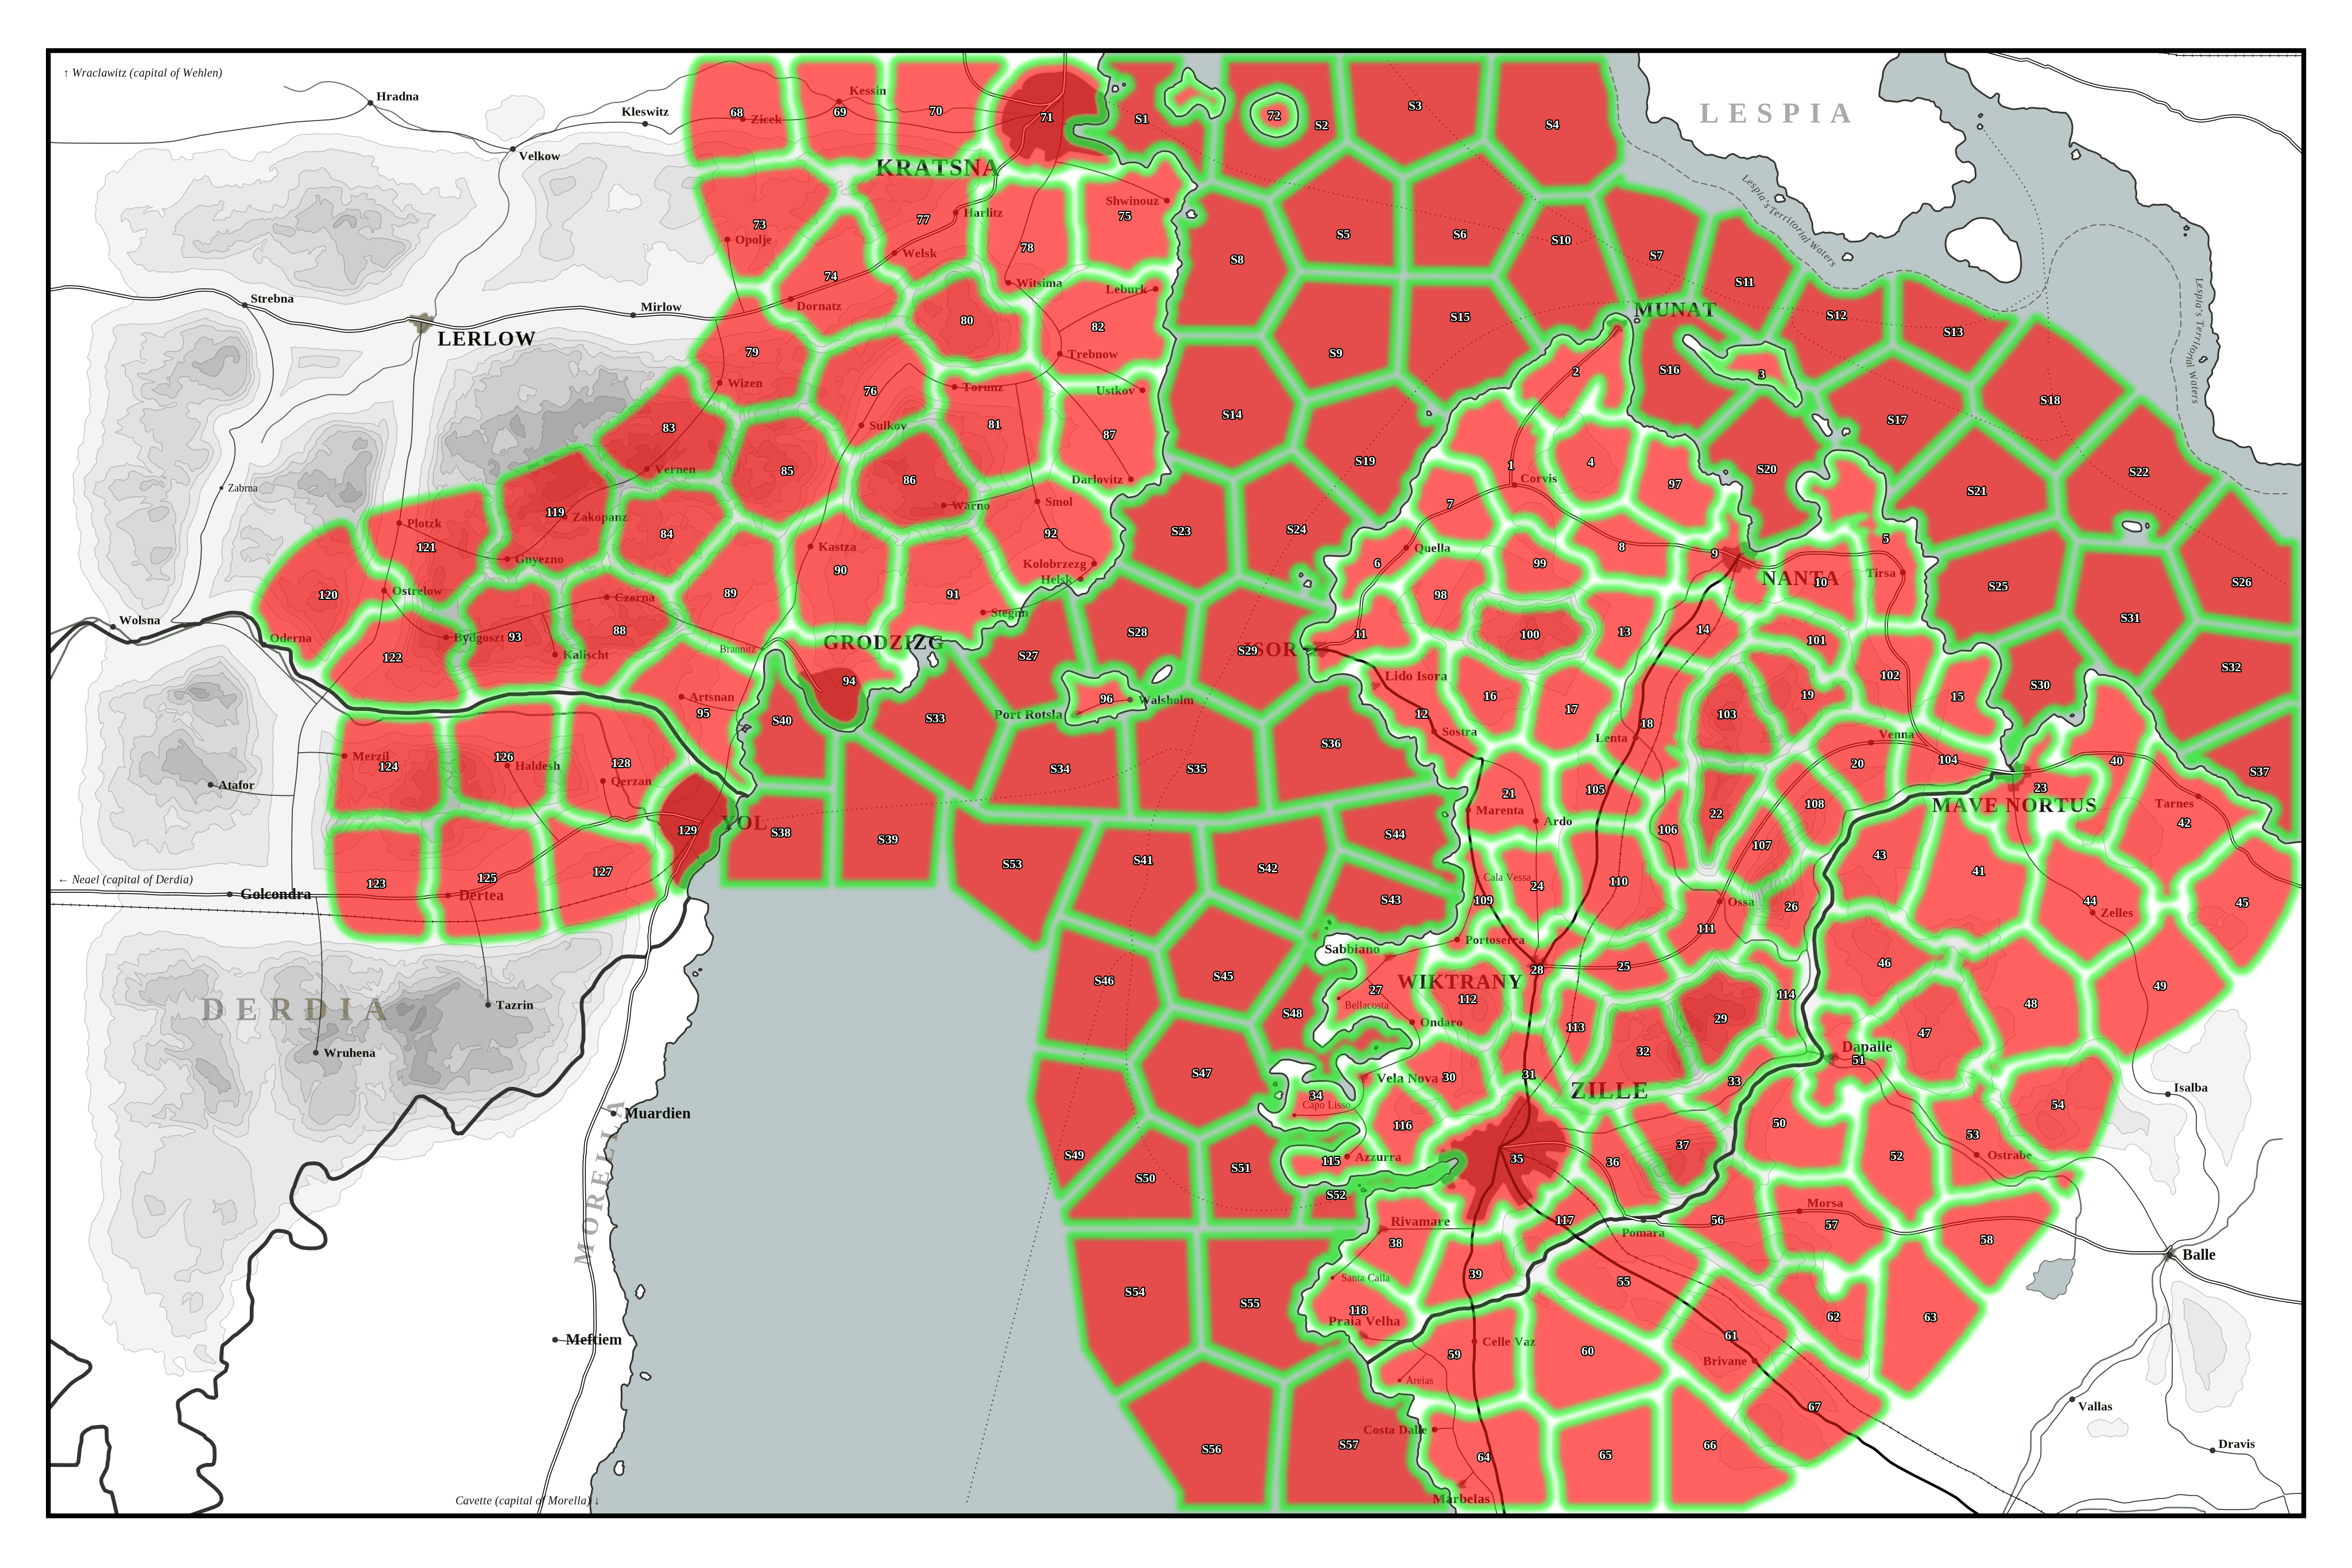 ↑ Wraclawitz (capital of Wehlen)
Hradna
Kleswitz
Velkow
68
Zicek
Kessin
69
70
71
KRATSNA
S1
72
S2
S3
S4
LESPIA
Lespia's Territorial Waters
Lespia's Territorial Waters
73
Opolje
77
Harlitz
Welsk
78
Shwinouz
75
Witsima
Leburk
74
Dornatz
80
82
Trebnow
Ustkov
S8
S5
S6
S10
S7
S11
S12
S13
S15
S9
MUNAT
S16
3
2
S18
S17
Strebna
Mirlow
LERLOW
79
Wizen
76
Torunz
Sulkov
81
87
Darlovitz
S14
S19
83
Vernen
85
86
Warno
Smol
92
Kolobrzezg
Helsk
Zabrna
119
Zakopanz
84
Plotzk
121
Gnyezno
120
Ostrelow
Oderna
122
Bydgoszt
93
Czerna
88
Kalischt
89
Kastza
90
91
Stegnn
GRODZIZG
Brannitz
94
Artsnan
95
Wolsna
Atafor
Merzil
124
126
Haldesh
128
Qerzan
129
YOL
123
125
Dertea
127
← Neael (capital of Derdia)
Golcondra
DERDIA
Tazrin
Wruhena
Muardien
MORELLA
Meftiem
Cavette (capital of Morella) ↓
S23
S24
S28
S27
S29
ISOR
96
Walsholm
Port Rotsla
S40
S33
S34
S35
S36
S38
S39
S53
S41
S42
S44
S43
S46
S45
S48
S47
S49
S50
S51
S52
S54
S55
S56
S57
1
Corvis
4
97
S20
S21
S22
7
Quella
6
98
99
8
9
NANTA
10
Tirsa
5
S25
S26
S31
S32
S30
S37
11
Lido Isora
12
Sostra
100
13
14
101
16
17
18
Lenta
103
19
102
15
Venna
20
104
23
MAVE NORTUS
40
Tarnes
42
21
Marenta
Ardo
105
106
22
107
108
43
41
44
Zelles
45
Cala Vessa
109
24
110
Ossa
111
26
Portoserra
28
25
Sabbiano
27
Bellacosta
WIKTRANY
112
Ondaro
113
32
29
114
46
47
48
49
Vela Nova
30
31
ZILLE
33
Dapalle
51
34
Capo Lisso
116
115
Azzurra
35
36
37
50
52
53
Ostrabe
54
Isalba
Rivamare
38
Santa Calla
39
117
Pomara
56
Morsa
57
58
118
Praia Velha
55
59
Celle Vaz
Areias
60
61
Brivane
62
63
67
Costa Dalle
64
Marbelas
65
66
Balle
Vallas
Dravis